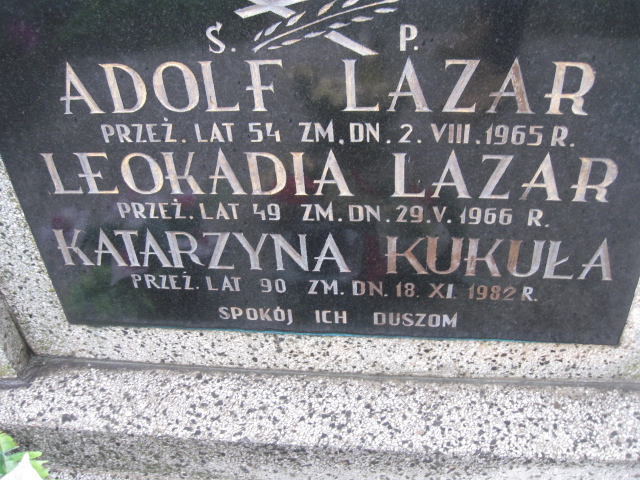 Ś. P.
ADOLF LAZAR
PRZEŻ. LAT 54 ZM. DN. 2. VIII. 1965 R.
LEOKADIA LAZAR
PRZEŻ. LAT 49 ZM. DN. 29. V. 1966 R.
KATARZYNA KUKUŁA
PRZEŻ. LAT 90 ZM. DN. 18. XI. 1982 R.
SPOKÓJ ICH DUSZOM